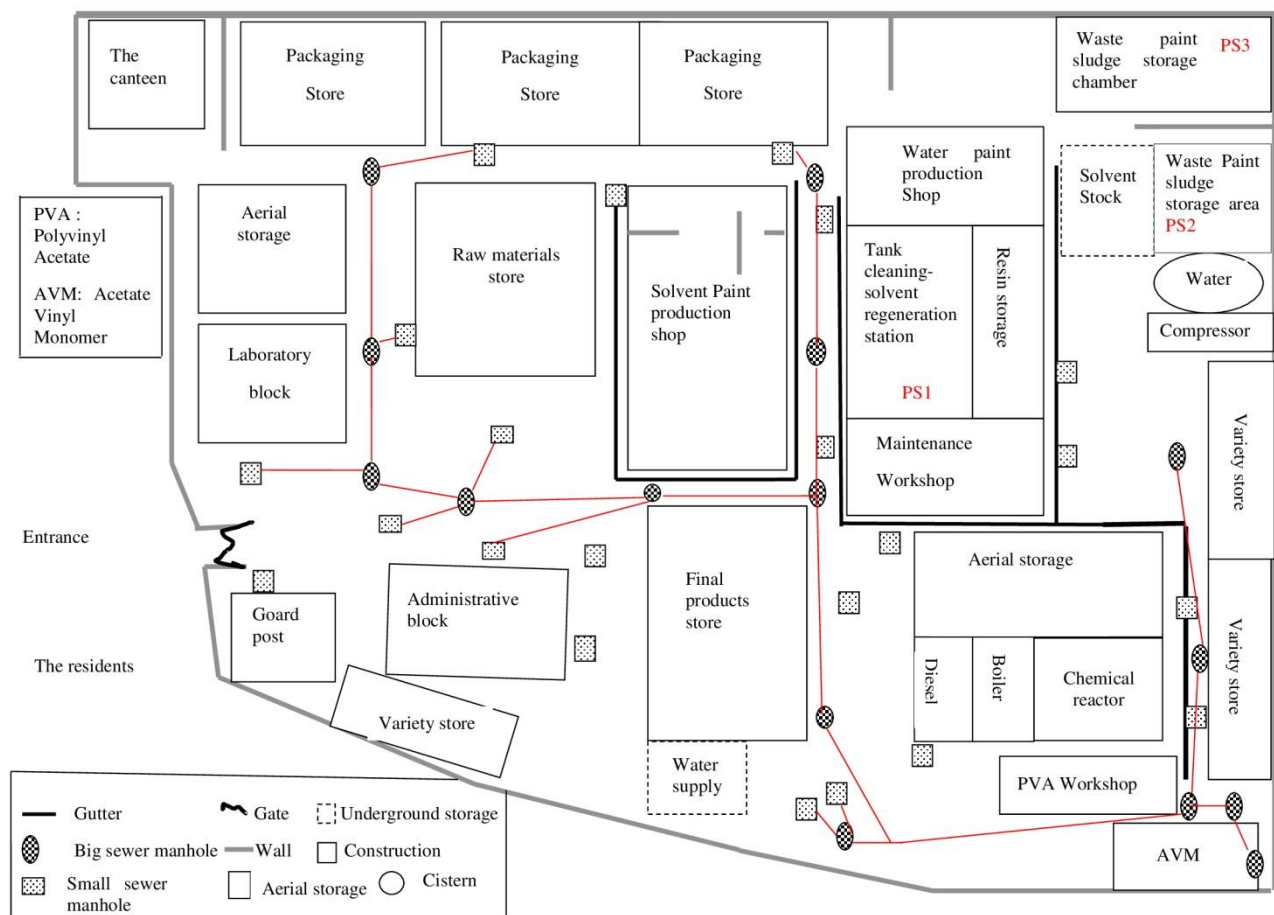 The
canteen
Packaging
Store
Packaging
Store
Packaging
Store
Waste paint
sludge storage
chamber
PS3
PVA :
Polyvinyl
Acetate
AVM: Acetate
Vinyl
Monomer
Aerial
storage
Raw materials
store
Solvent Paint
production
shop
Water paint
production
Shop
Solvent
Stock
Waste Paint
sludge
storage area
PS2
Tank
cleaning-
solvent
regeneration
station
PS1
Resin storage
Water
Compressor
Laboratory
block
Maintenance
Workshop
Variety store
Entrance
Goard
post
Administrative
block
Final
products
store
Aerial storage
Variety store
The residents
Diesel
Boiler
Chemical
reactor
Variety store
Water
supply
PVA Workshop
AVM
Gutter
Gate
Underground storage
Big sewer manhole
Wall
Construction
Small sewer
manhole
Aerial storage
Cistern